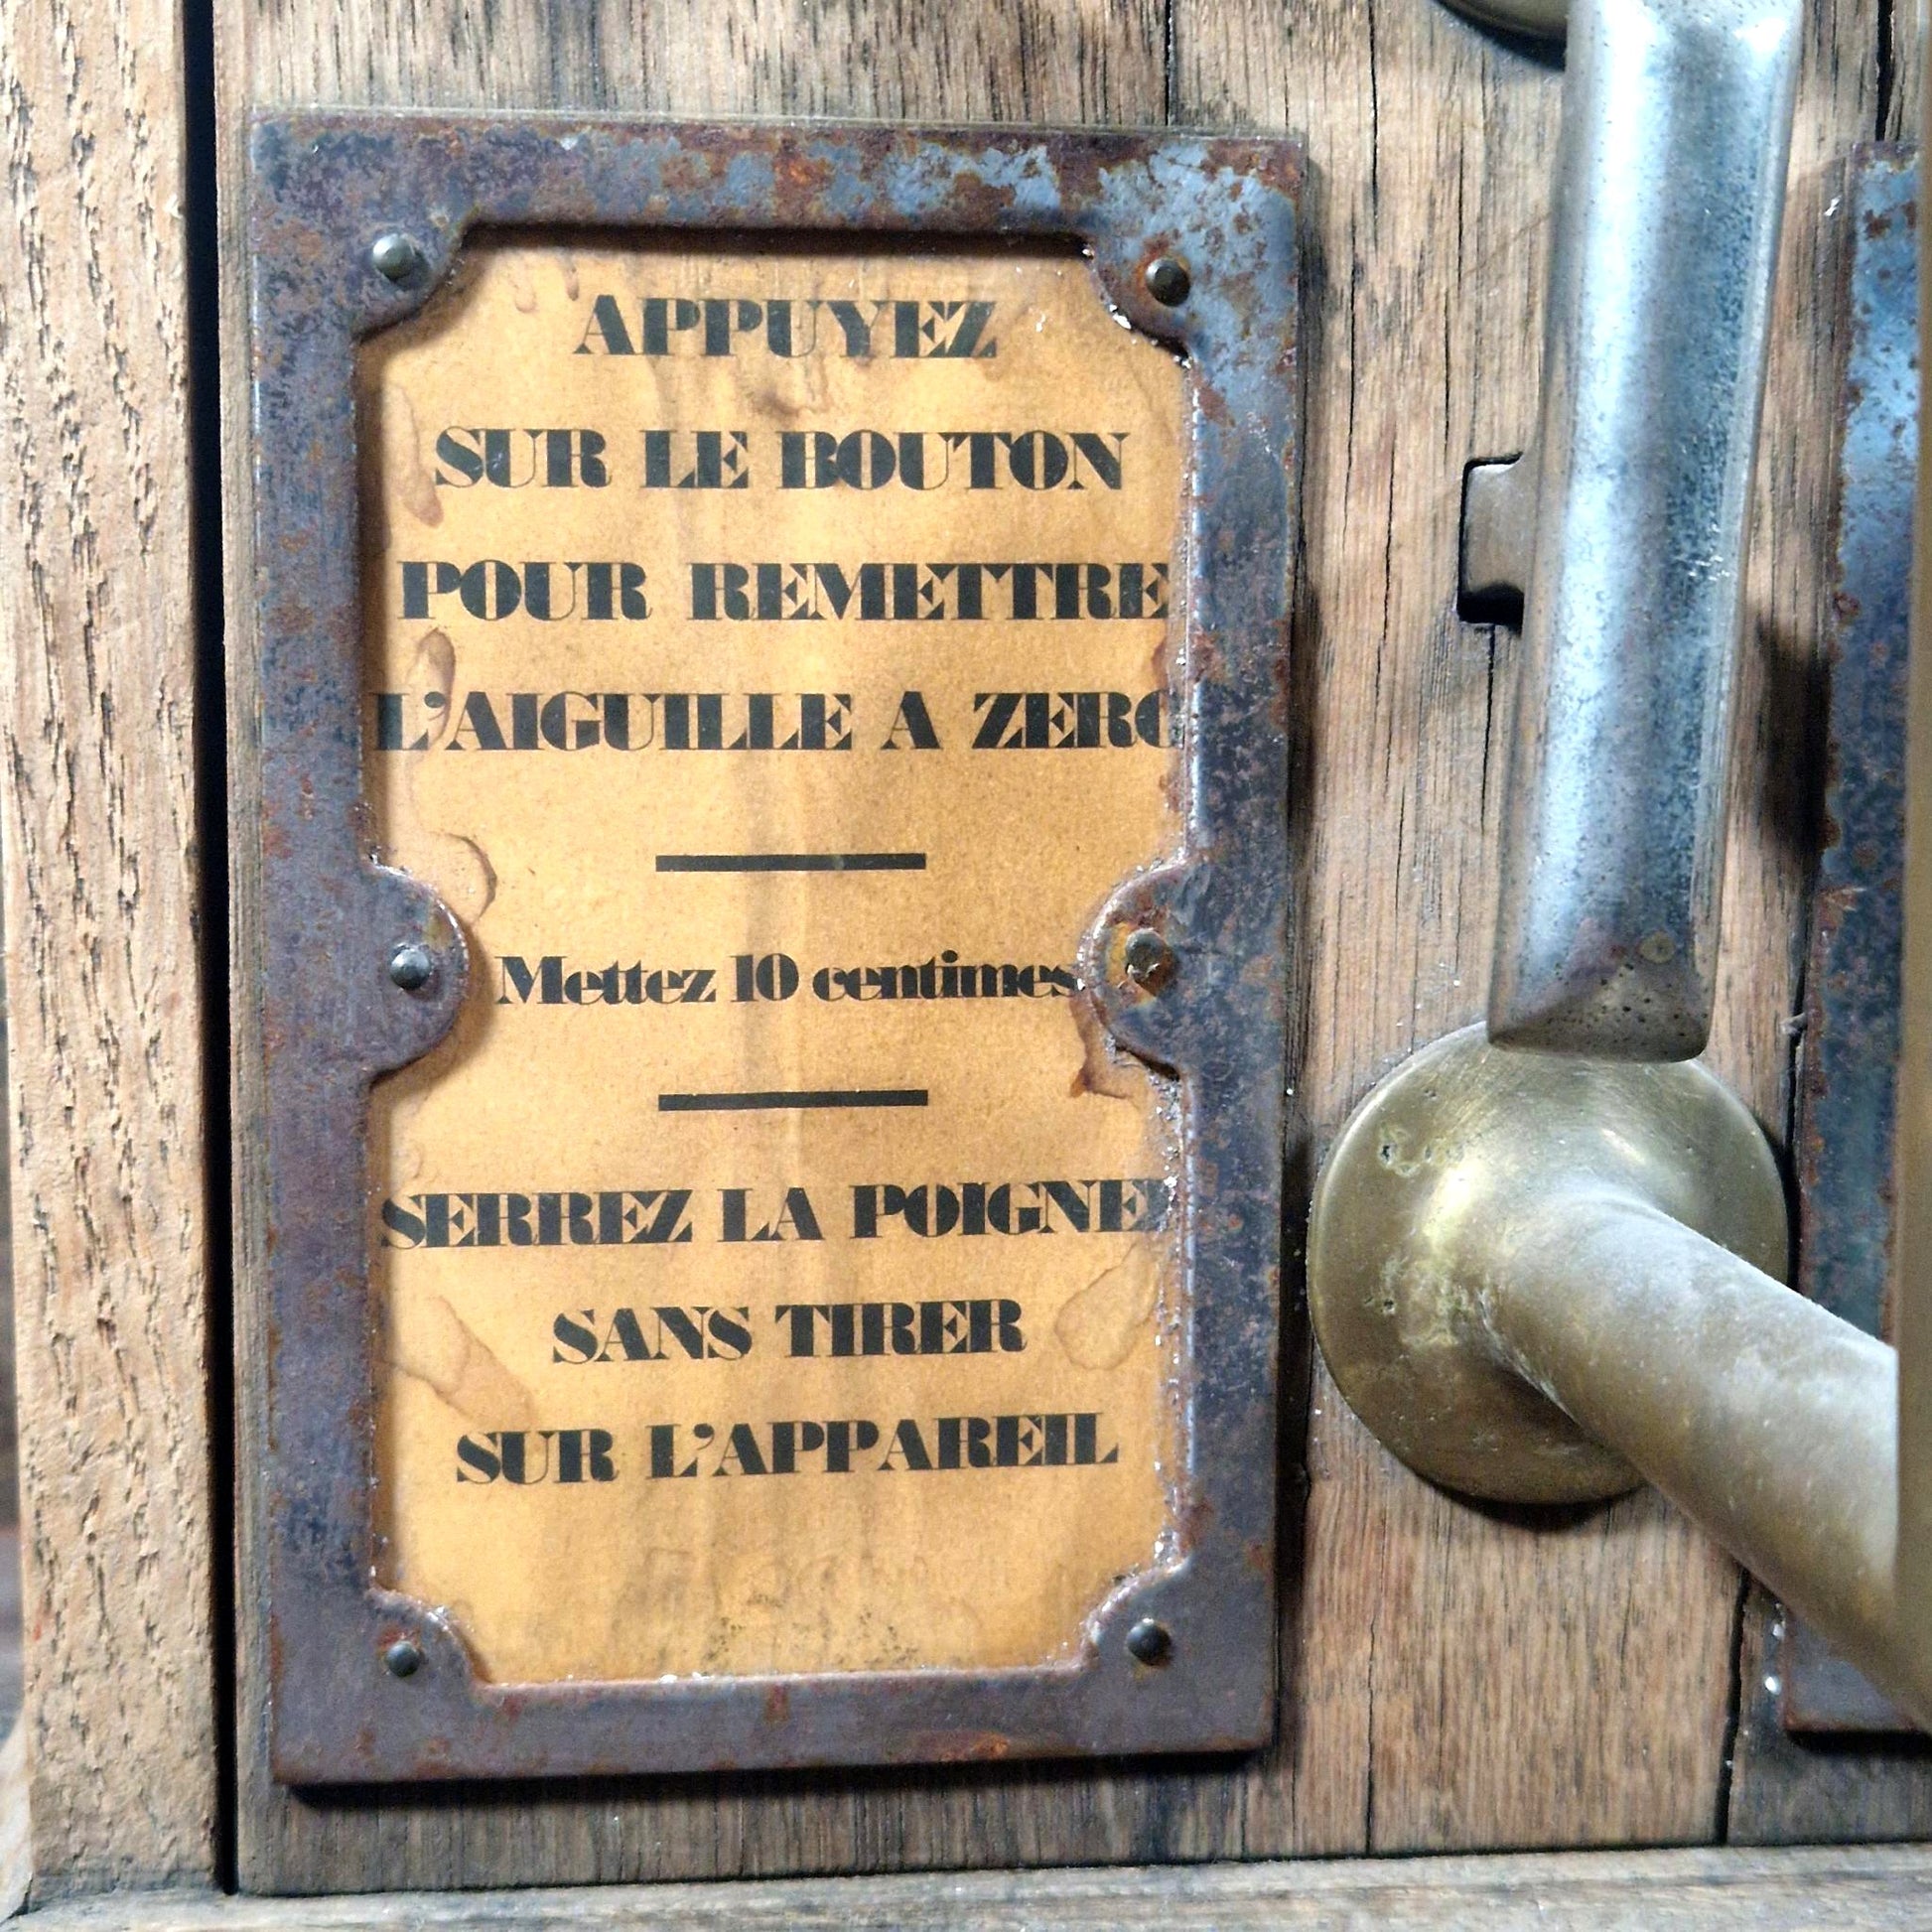 APPUYEZ
SUR LE BOUTON
POUR REMETTRE
L'AIGUILLE A ZERO
Mettez 10 centimes
SERREZ LA POIGNEE
SANS TIRER
SUR L'APPAREIL